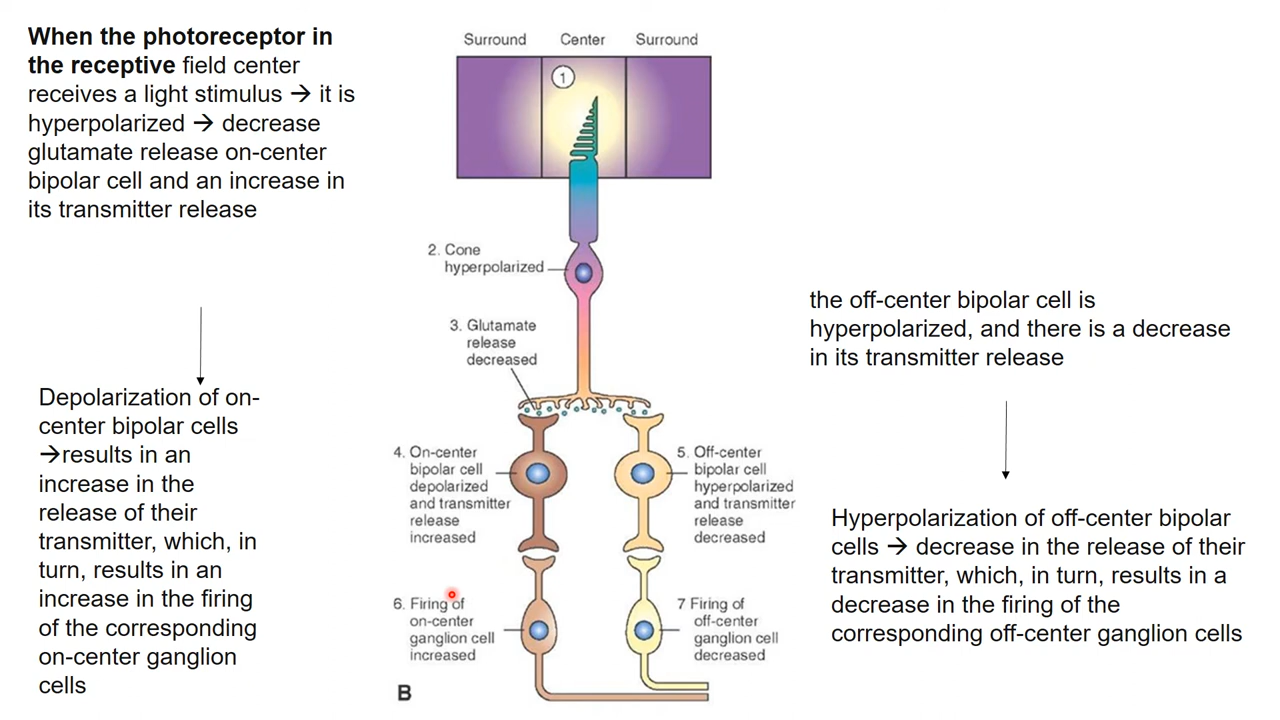 When the photoreceptor in
the receptive field center
receives a light stimulus → it is
hyperpolarized → decrease
glutamate release on-center
bipolar cell and an increase in
its transmitter release
Depolarization of on-
center bipolar cells
→results in an
increase in the
release of their
transmitter, which, in
turn, results in an
increase in the firing
of the corresponding
on-center ganglion
cells
Surround Center Surround
1
2. Cone
hyperpolarized
3. Glutamate
release
decreased
4. On-center
bipolar cell
depolarized
and transmitter
release
increased
5. Off-center
bipolar cell
hyperpolarized
and transmitter
release
decreased
6. Firing of
on-center
ganglion cell
increased
7 Firing of
off-center
ganglion cell
decreased
B
the off-center bipolar cell is
hyperpolarized, and there is a decrease
in its transmitter release
Hyperpolarization of off-center bipolar
cells → decrease in the release of their
transmitter, which, in turn, results in a
decrease in the firing of the
corresponding off-center ganglion cells